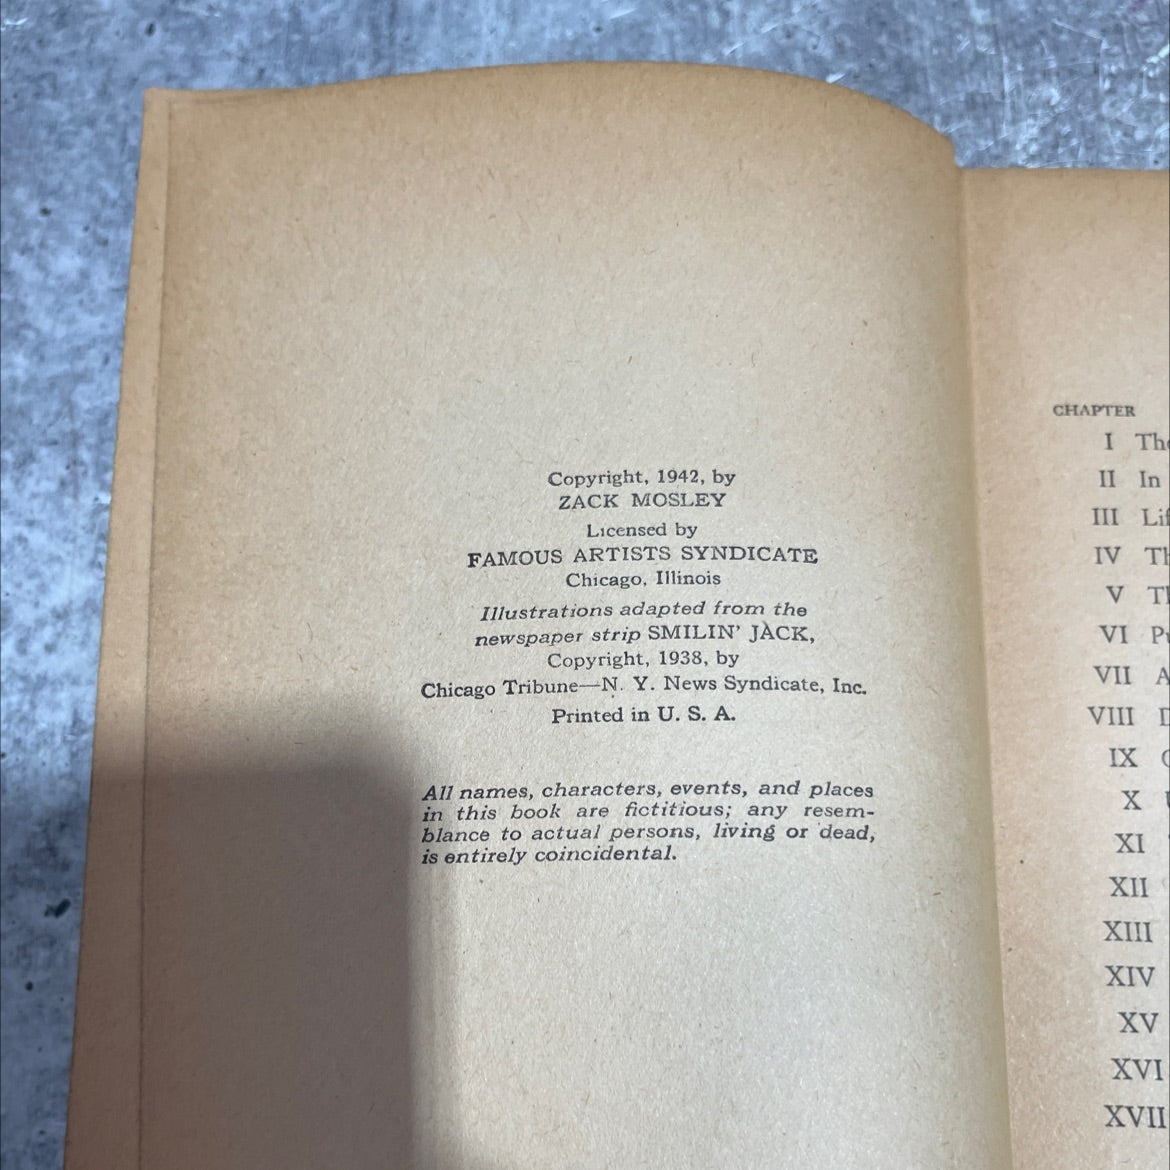 Copyright, 1942, by
ZACK MOSLEY
Licensed by
FAMOUS ARTISTS SYNDICATE
Chicago, Illinois
Illustrations adapted from the
newspaper strip SMILIN' JACK,
Copyright, 1938, by
Chicago Tribune—N. Y. News Syndicate, Inc.
Printed in U. S. A.
All names, characters, events, and places
in this book are fictitious; any resem-
blance to actual persons, living or dead,
is entirely coincidental.
CHAPTER
I
II In
III
IV
V
VI
VII
VIII
IX
X
XI
XII
XIII
XIV
XV
XVI
XVII